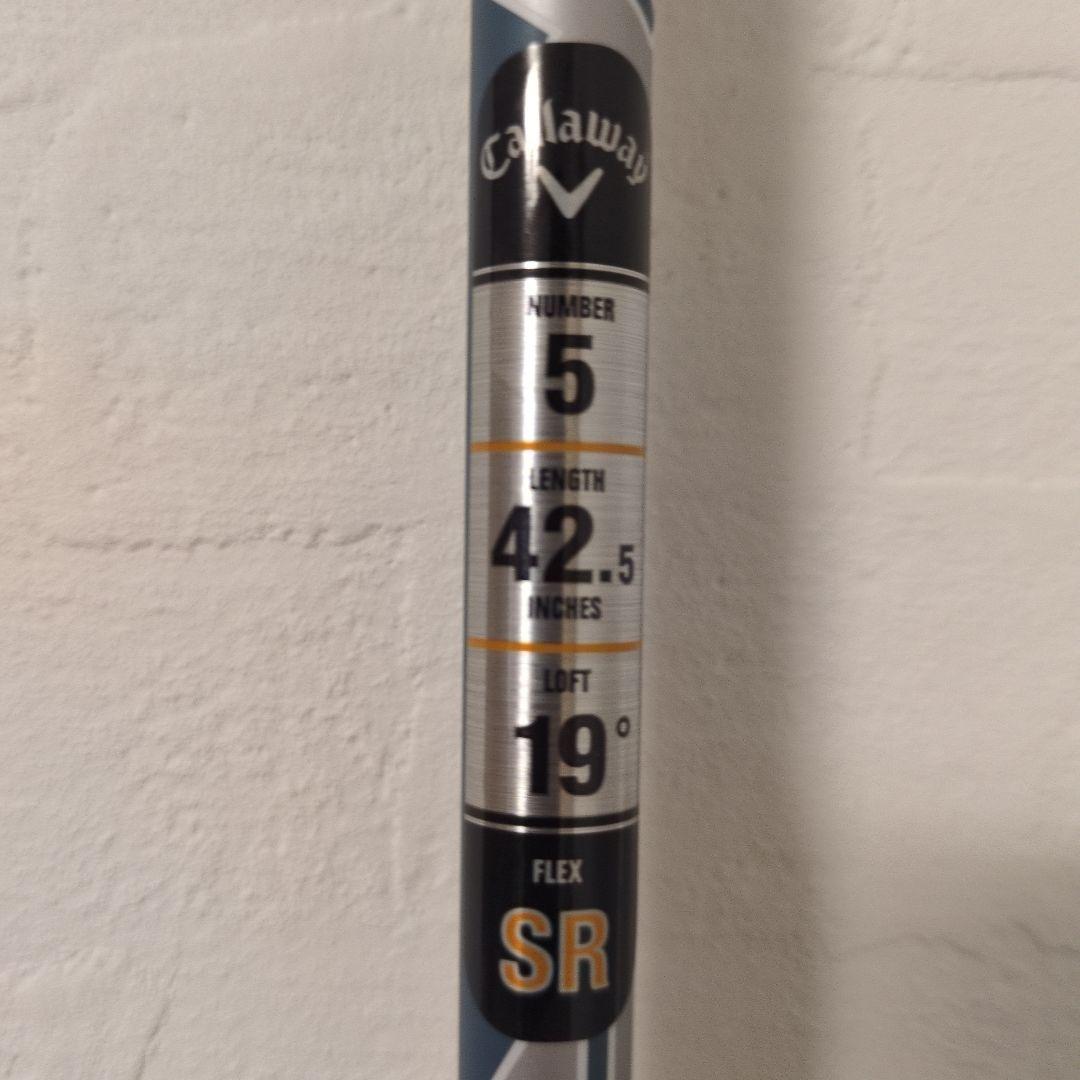 Callaway
NUMBER
5
LENGTH
42.5
INCHES
LOFT
19°
FLEX
SR